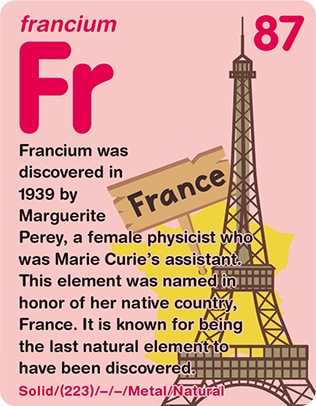 francium
87
Fr
Francium was
discovered in
1939 by
Marguerite
Perey, a female physicist who
was Marie Curie's assistant.
This element was named in
honor of her native country,
France. It is known for being
the last natural element to
have been discovered.
France
Solid/(223)/–/–/Metal/Natural